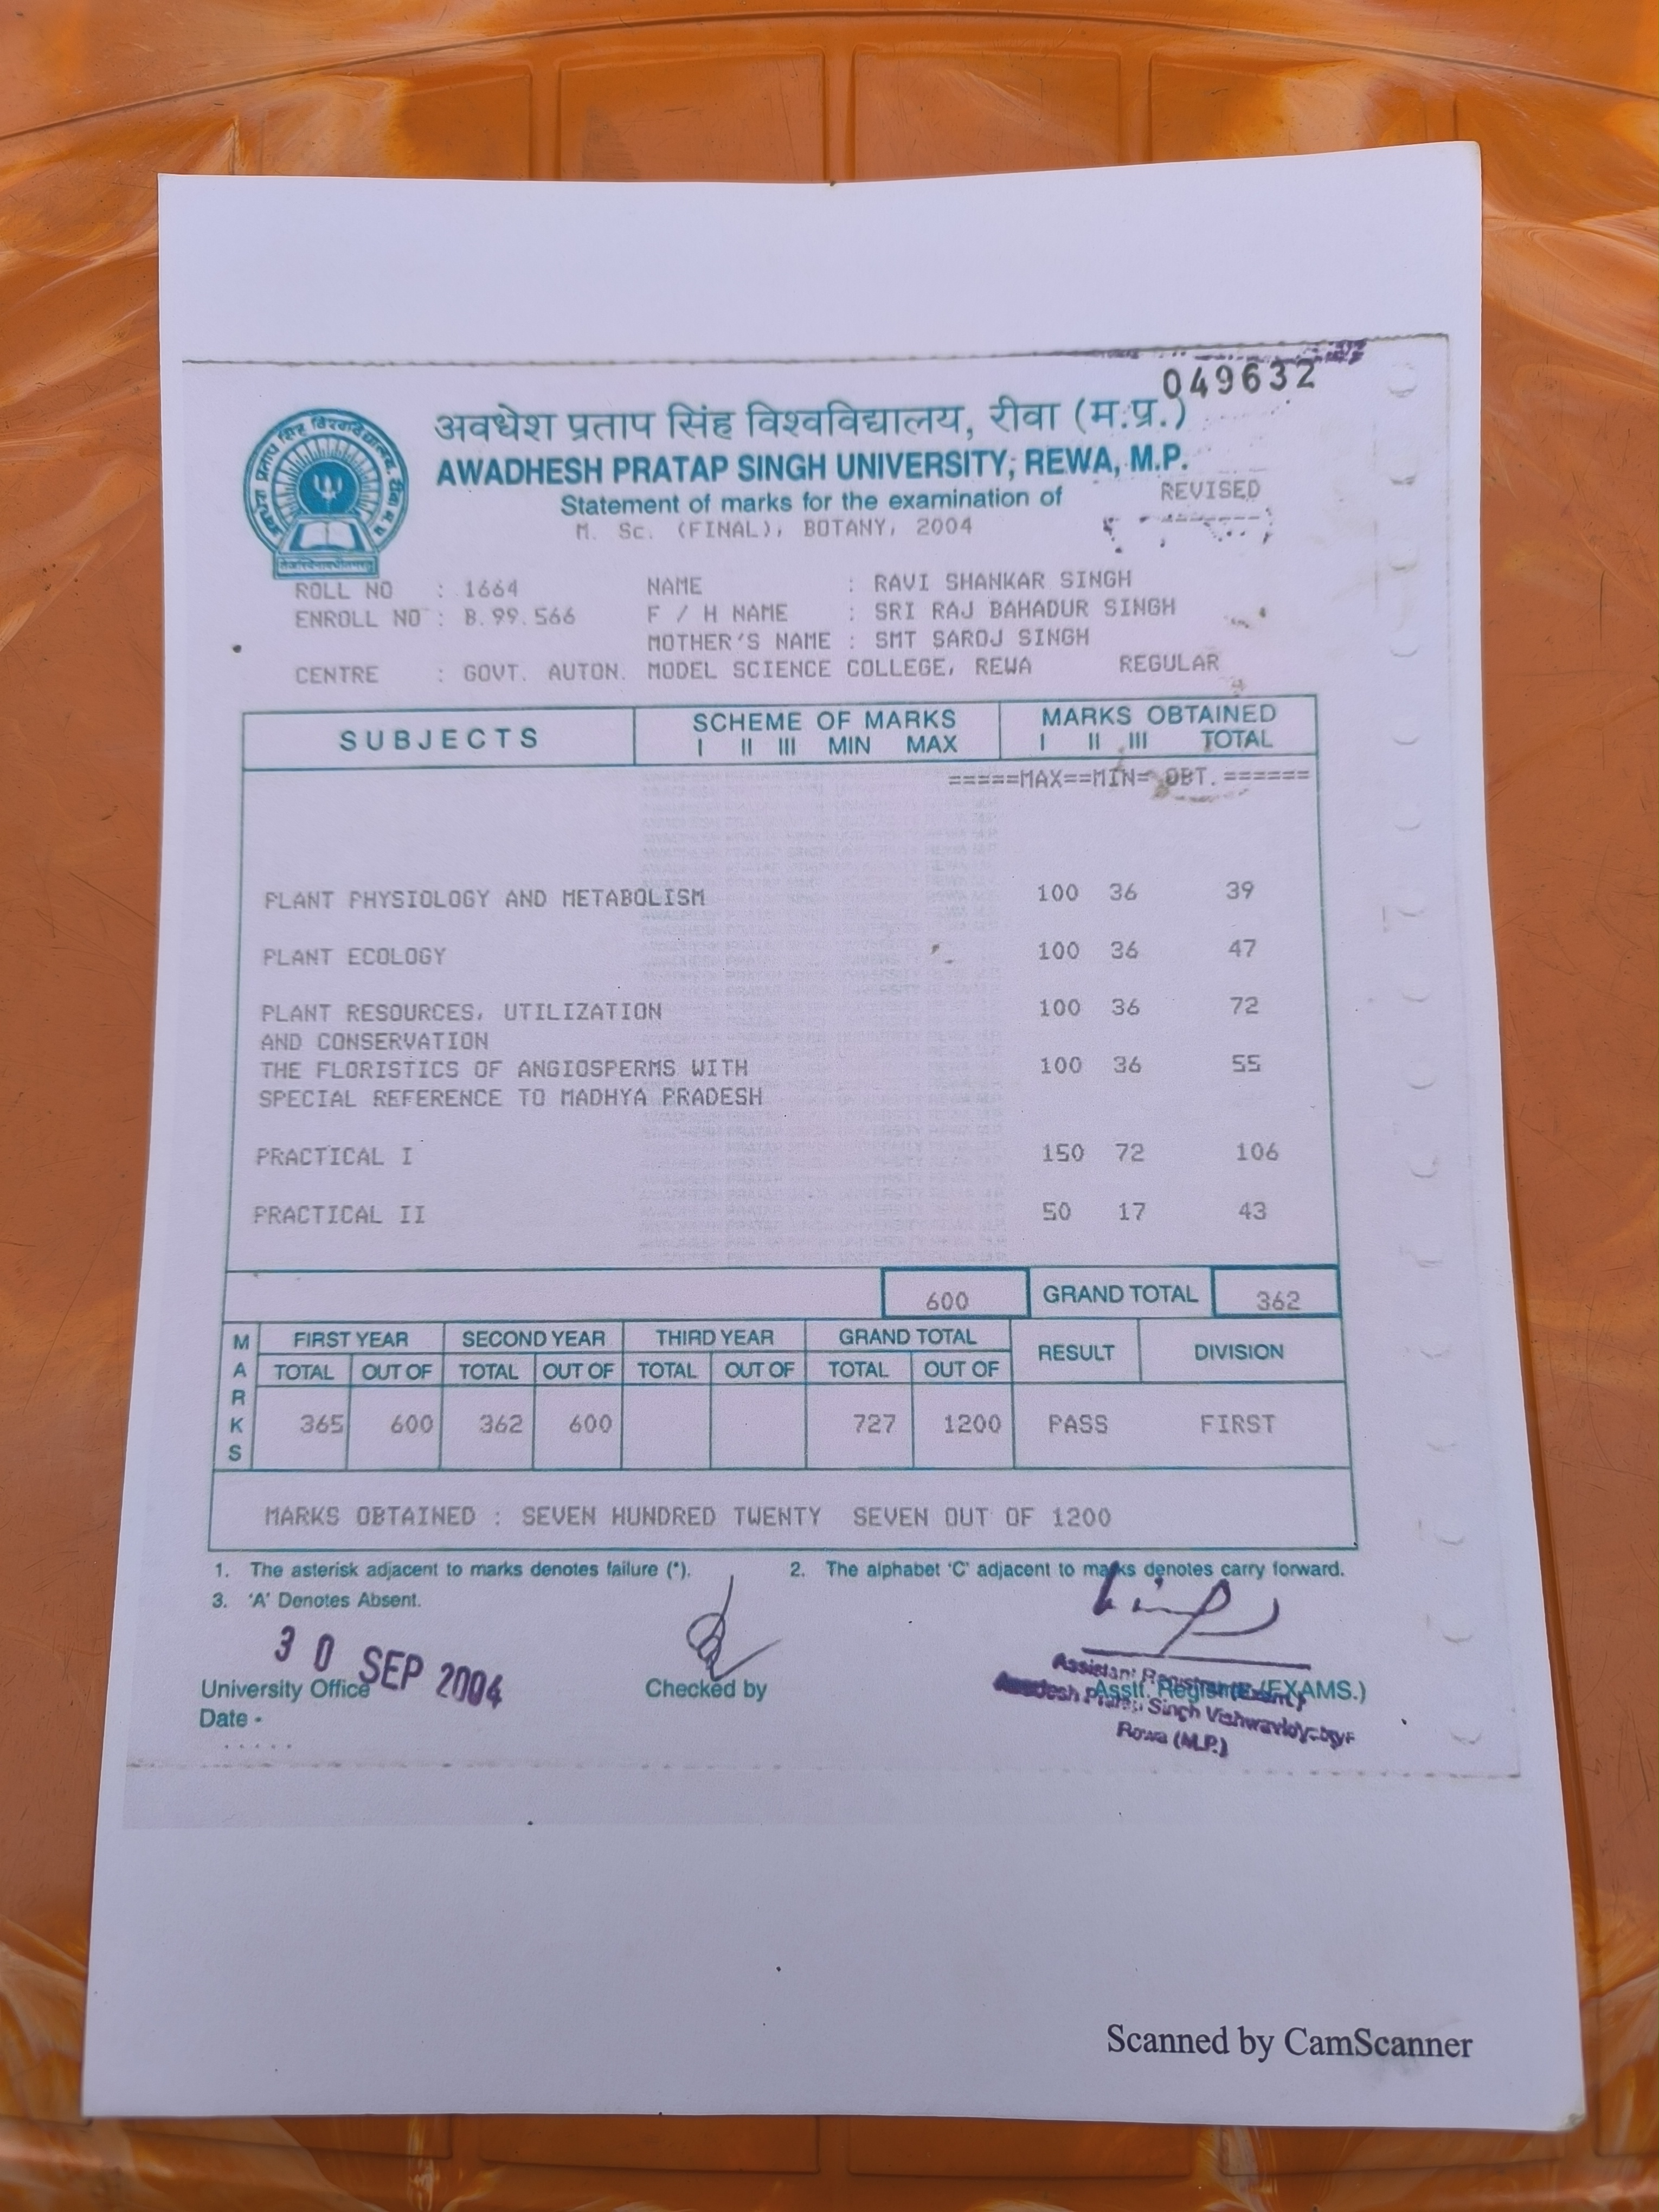 049632
अवधेश प्रताप सिंह विश्वविद्यालय, रीवा (म.प्र.)
AWADHESH PRATAP SINGH UNIVERSITY, REWA, M.P.
Statement of marks for the examination of
REVISED
M. Sc. (FINAL), BOTANY, 2004
ROLL NO : 1664 NAME : RAVI SHANKAR SINGH
ENROLL NO : B.99.566 F / H NAME : SRI RAJ BAHADUR SINGH
MOTHER'S NAME : SMT SAROJ SINGH
CENTRE : GOVT. AUTON. MODEL SCIENCE COLLEGE, REWA REGULAR
SUBJECTS SCHEME OF MARKS MARKS OBTAINED
I II III MIN MAX I II III TOTAL
=====MAX==MIN= OBT.======
PLANT PHYSIOLOGY AND METABOLISM 100 36 39
PLANT ECOLOGY 100 36 47
PLANT RESOURCES, UTILIZATION 100 36 72
AND CONSERVATION
THE FLORISTICS OF ANGIOSPERMS WITH 100 36 55
SPECIAL REFERENCE TO MADHYA PRADESH
PRACTICAL I 150 72 106
PRACTICAL II 50 17 43
600 GRAND TOTAL 362
MARKS FIRST YEAR SECOND YEAR THIRD YEAR GRAND TOTAL RESULT DIVISION
TOTAL OUT OF TOTAL OUT OF TOTAL OUT OF TOTAL OUT OF
365 600 362 600 727 1200 PASS FIRST
MARKS OBTAINED : SEVEN HUNDRED TWENTY SEVEN OUT OF 1200
1. The asterisk adjacent to marks denotes failure (*). 2. The alphabet 'C' adjacent to marks denotes carry forward.
3. 'A' Denotes Absent.
30 SEP 2004
University Office Checked by Asstt. Registrar (EXAMS.)
Date -
Assistant Registrar (Exam.)
Singh
Rewa (M.P.)
Scanned by CamScanner